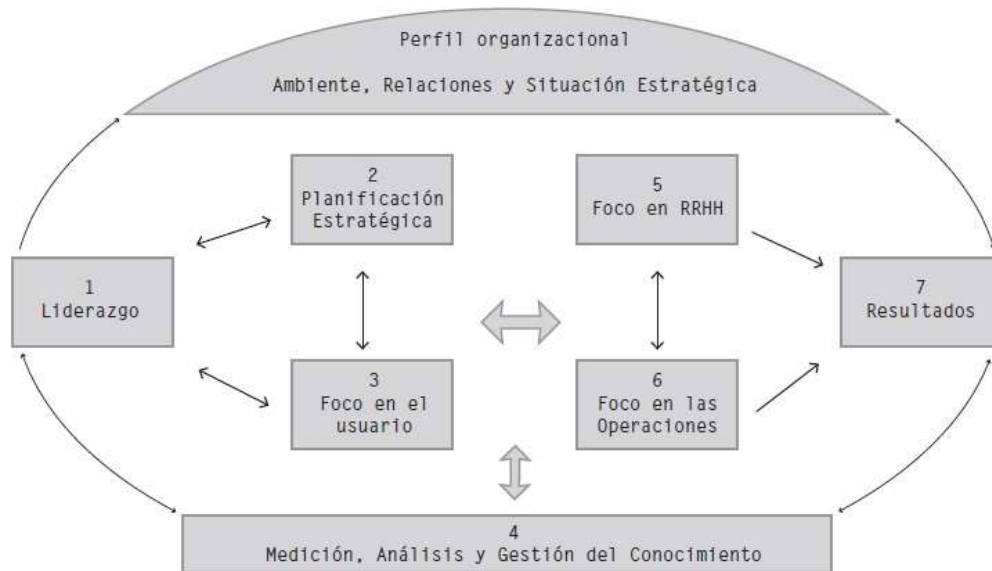 Perfil organizacional
Ambiente, Relaciones y Situación Estratégica
1
Liderazgo
2
Planificación
Estratégica
3
Foco en el
usuario
5
Foco en RRHH
6
Foco en las
Operaciones
7
Resultados
4
Medición, Análisis y Gestión del Conocimiento